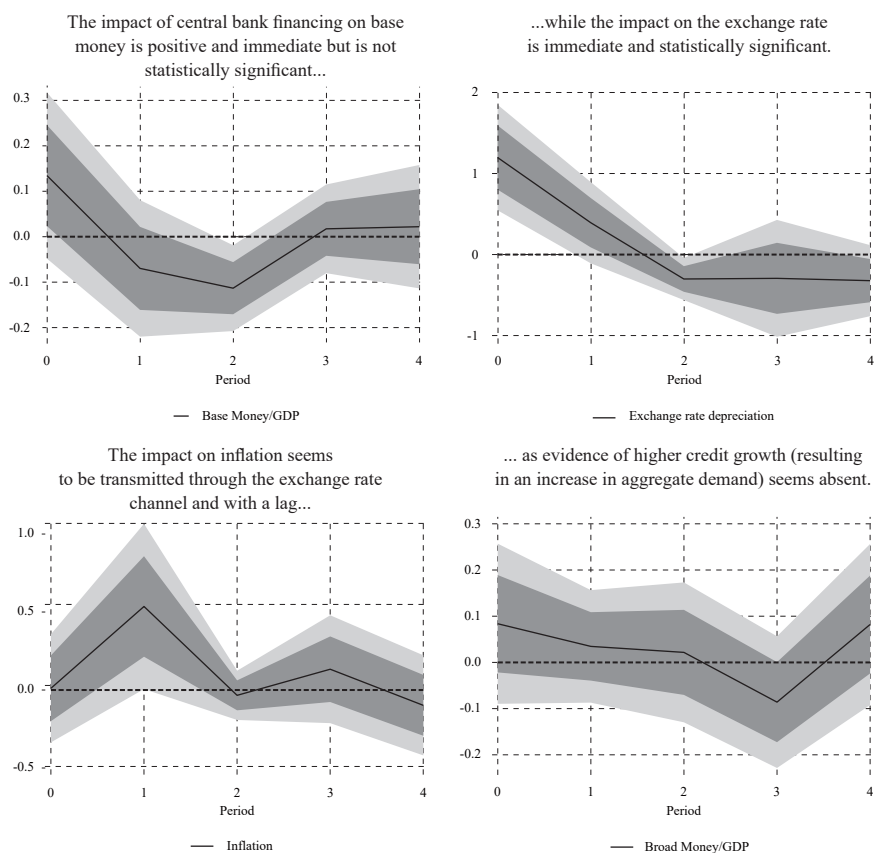 The impact of central bank financing on base
money is positive and immediate but is not
statistically significant...
0.3
0.2
0.1
0.0
-0.1
-0.2
0 1 2 3 4
Period
Base Money/GDP
...while the impact on the exchange rate
is immediate and statistically significant.
2
1
0
-1
0 1 2 3 4
Period
Exchange rate depreciation
The impact on inflation seems
to be transmitted through the exchange rate
channel and with a lag...
1.0
0.5
0.0
-0.5
0 1 2 3 4
Period
Inflation
... as evidence of higher credit growth (resulting
in an increase in aggregate demand) seems absent.
0.3
0.2
0.1
0.0
-0.1
-0.2
0 1 2 3 4
Period
Broad Money/GDP